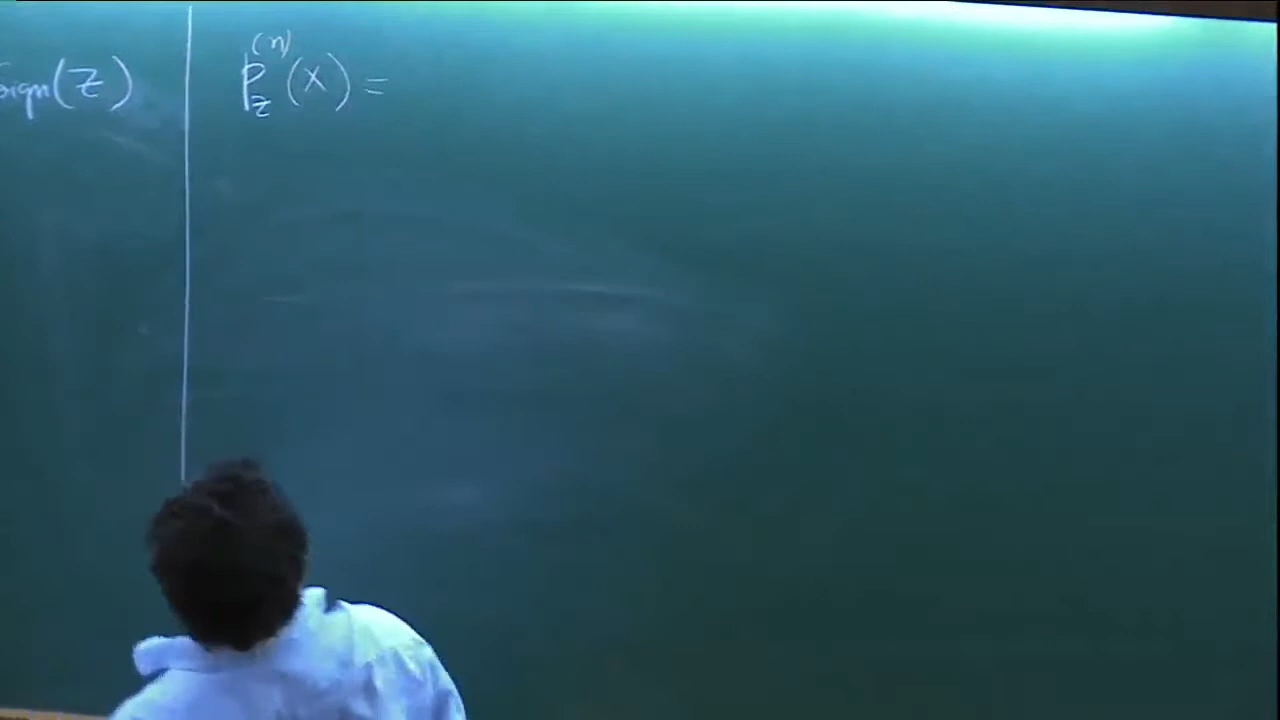 sign(z)
p_z^{(n)}(x) =